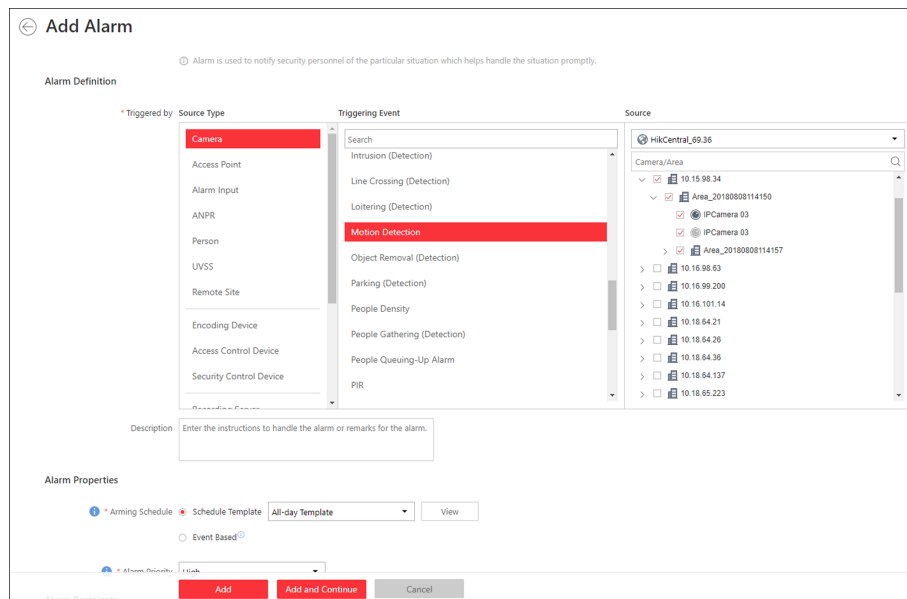 Add Alarm
Alarm is used to notify security personnel of the particular situation which helps handle the situation promptly.
Alarm Definition
* Triggered by
Source Type
Triggering Event
Source
Camera
Access Point
Alarm Input
ANPR
Person
UVSS
Remote Site
Encoding Device
Access Control Device
Security Control Device
Recording Server
Search
Intrusion (Detection)
Line Crossing (Detection)
Loitering (Detection)
Motion Detection
Object Removal (Detection)
Parking (Detection)
People Density
People Gathering (Detection)
People Queuing-Up Alarm
PIR
HikCentral_69.36
Camera/Area
10.15.98.34
Area_20180808114150
IPCamera 03
IPCamera 03
Area_20180808114157
10.16.98.63
10.16.99.200
10.16.101.14
10.18.64.21
10.18.64.26
10.18.64.36
10.18.64.137
10.18.65.223
Description
Enter the instructions to handle the alarm or remarks for the alarm.
Alarm Properties
* Arming Schedule
Schedule Template
All-day Template
View
Event Based
* Alarm Priority
High
Alarm Recipients
Add
Add and Continue
Cancel